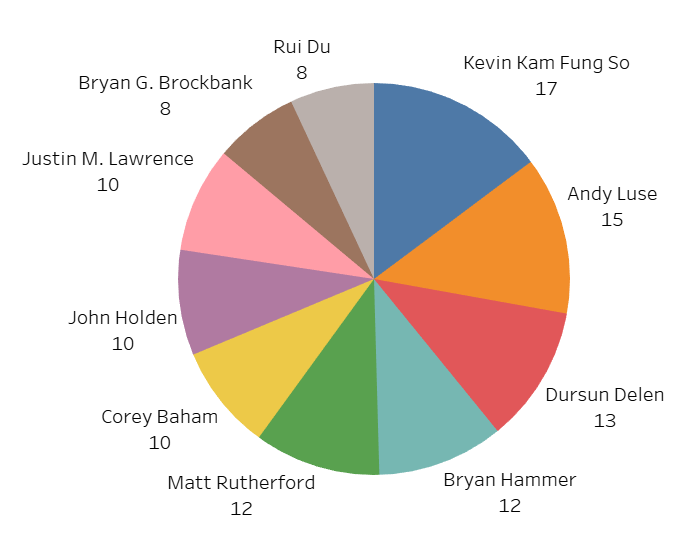 Rui Du
8
Kevin Kam Fung So
17
Bryan G. Brockbank
8
Justin M. Lawrence
10
Andy Luse
15
John Holden
10
Dursun Delen
13
Corey Baham
10
Matt Rutherford
12
Bryan Hammer
12